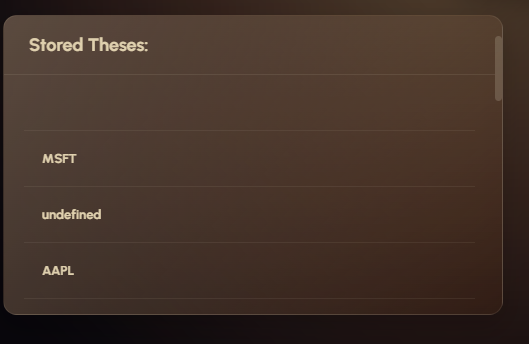 Stored Theses:
MSFT
undefined
AAPL